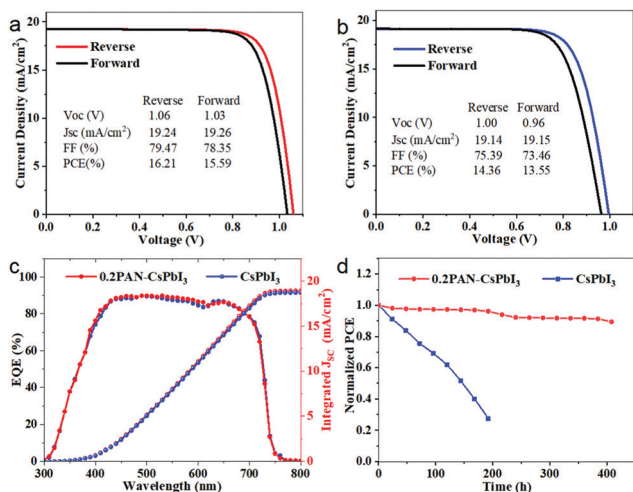 a
Current Density (mA/cm²)
20
15
10
5
0
Reverse
Forward
Reverse Forward
Voc (V) 1.06 1.03
Jsc (mA/cm²) 19.24 19.26
FF (%) 79.47 78.35
PCE(%) 16.21 15.59
0.0 0.2 0.4 0.6 0.8 1.0
Voltage (V)
b
Current Density (mA/cm²)
20
15
10
5
0
Reverse
Forward
Reverse Forward
Voc (V) 1.00 0.96
Jsc (mA/cm²) 19.14 19.15
FF (%) 75.39 73.46
PCE (%) 14.36 13.55
0.0 0.2 0.4 0.6 0.8 1.0
Voltage (V)
c
0.2PAN-CsPbI₃ CsPbI₃
EQE (%)
100
80
60
40
20
0
20
15
10
5
0
Integrated JSC (mA/cm²)
300 400 500 600 700 800
Wavelength (nm)
d
0.2PAN-CsPbI₃ CsPbI₃
Normalized PCE
1.2
1.0
0.8
0.6
0.4
0.2
0.0
0 100 200 300 400
Time (h)